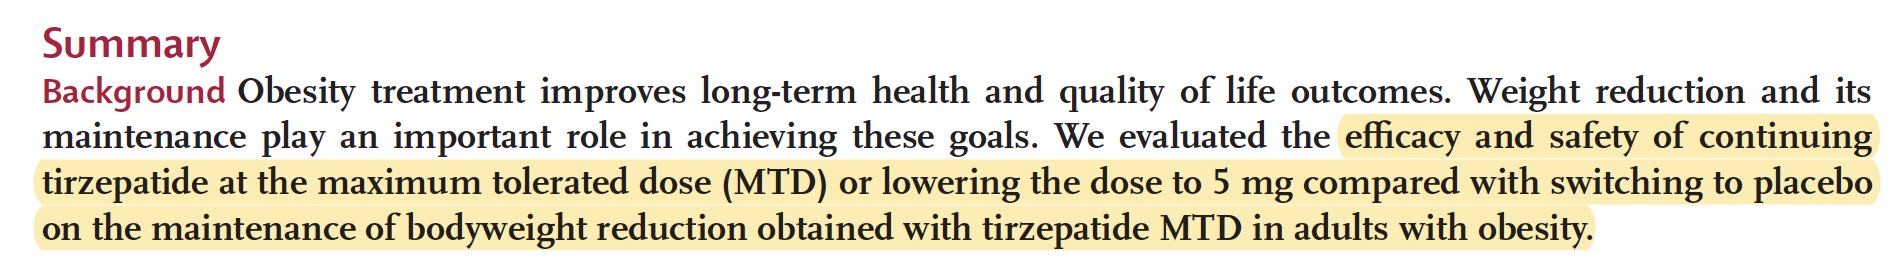 Summary
Background Obesity treatment improves long-term health and quality of life outcomes. Weight reduction and its
maintenance play an important role in achieving these goals. We evaluated the efficacy and safety of continuing
tirzepatide at the maximum tolerated dose (MTD) or lowering the dose to 5 mg compared with switching to placebo
on the maintenance of bodyweight reduction obtained with tirzepatide MTD in adults with obesity.